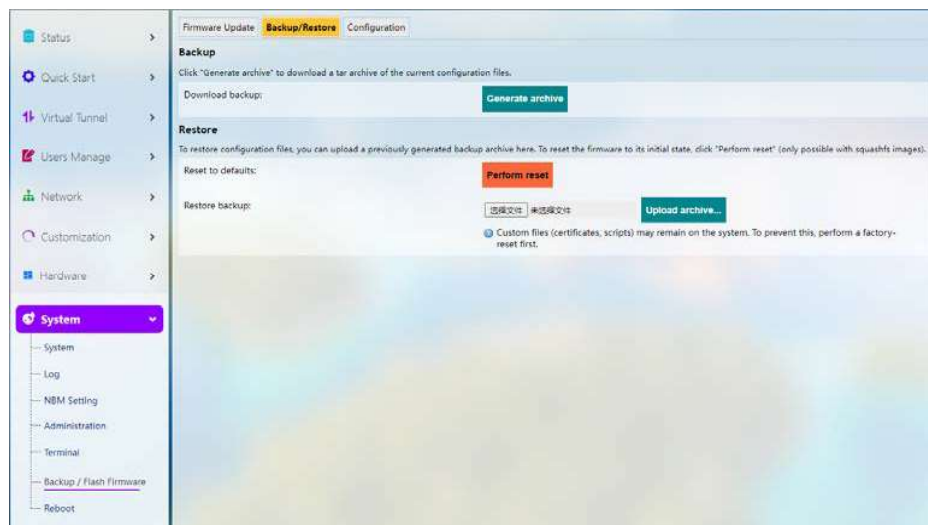 Status
Quick Start
Virtual Tunnel
Users Manage
Network
Customization
Hardware
System
System
Log
NBM Setting
Administration
Terminal
Backup / Flash Firmware
Reboot
Firmware Update Backup/Restore Configuration
Backup
Click "Generate archive" to download a tar archive of the current configuration files.
Download backup: Generate archive
Restore
To restore configuration files, you can upload a previously generated backup archive here. To reset the firmware to its initial state, click "Perform reset" (only possible with squashfs images).
Reset to defaults: Perform reset
Restore backup: 选择文件 未选择文件 Upload archive...
Custom files (certificates, scripts) may remain on the system. To prevent this, perform a factory-
reset first.